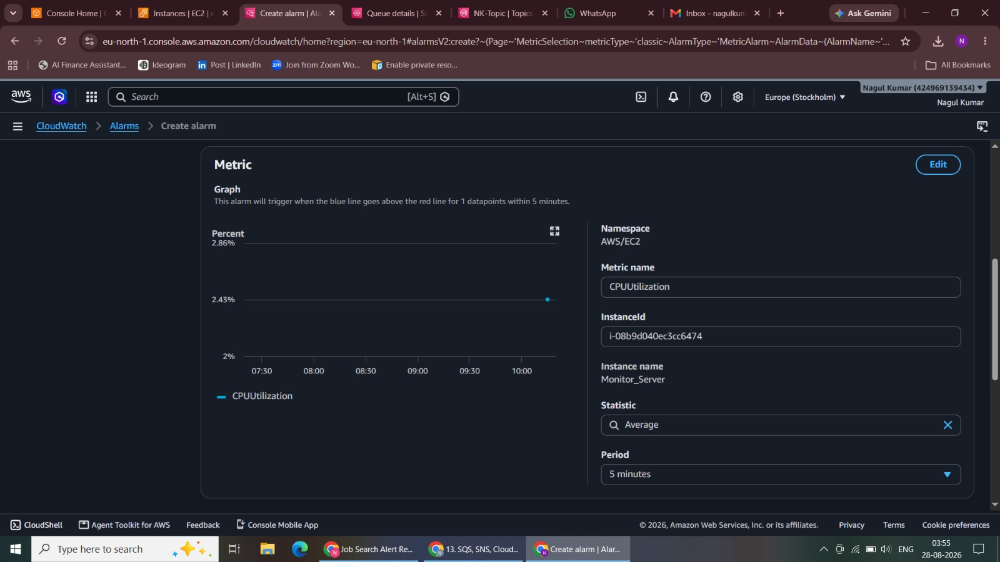 Console Home | C
Instances | EC2 | e
Create alarm | Ala
Queue details | Si
NK-Topic | Topics
WhatsApp
Inbox - nagulkum
Ask Gemini
eu-north-1.console.aws.amazon.com/cloudwatch/home?region=eu-north-1#alarmsV2:create?~(Page~'MetricSelection~metricType~'classic~AlarmType~'MetricAlarm~AlarmData~(AlarmName~'...
N
AI Finance Assistant...
Ideogram
Post | LinkedIn
Join from Zoom Wo...
Enable private reso...
All Bookmarks
aws
Search
[Alt+S]
Europe (Stockholm)
Nagul Kumar (424969139434)
Nagul Kumar
CloudWatch
Alarms
Create alarm
Metric
Edit
Graph
This alarm will trigger when the blue line goes above the red line for 1 datapoints within 5 minutes.
Percent
2.86%
2.43%
2%
07:30 08:00 08:30 09:00 09:30 10:00
CPUUtilization
Namespace
AWS/EC2
Metric name
CPUUtilization
InstanceId
i-08b9d040ec3cc6474
Instance name
Monitor_Server
Statistic
Average
Period
5 minutes
CloudShell
Agent Toolkit for AWS
Feedback
Console Mobile App
© 2026, Amazon Web Services, Inc. or its affiliates.
Privacy
Terms
Cookie preferences
Type here to search
Job Search Alert Re...
13. SQS, SNS, Cloud...
Create alarm | Alar...
ENG
03:55
28-08-2026